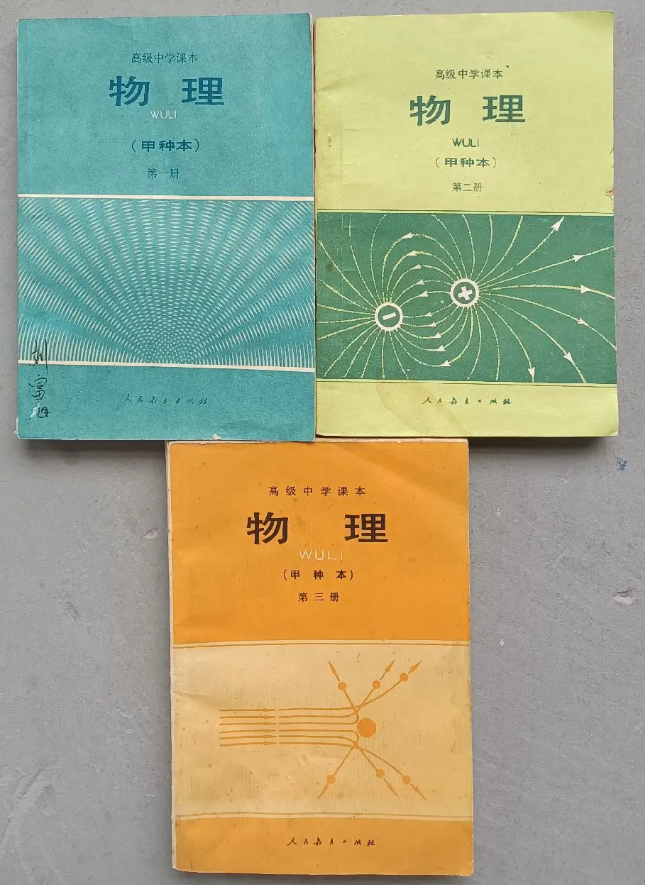 高级中学课本
物 理
WULI
(甲种本)
第一册
人民教育出版社
高级中学课本
物 理
WULI
(甲种本)
第二册
人民教育出版社
高级中学课本
物 理
WULI
(甲种本)
第三册
人民教育出版社